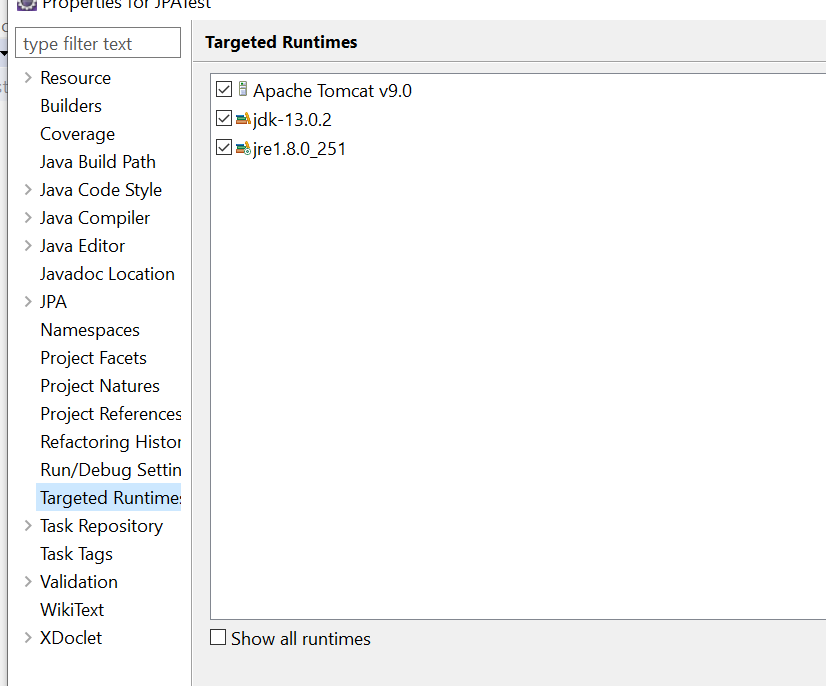 Properties for JPATest
type filter text
Targeted Runtimes
Resource
Builders
Coverage
Java Build Path
Java Code Style
Java Compiler
Java Editor
Javadoc Location
JPA
Namespaces
Project Facets
Project Natures
Project References
Refactoring Histor
Run/Debug Settin
Targeted Runtimes
Task Repository
Task Tags
Validation
WikiText
XDoclet
Apache Tomcat v9.0
jdk-13.0.2
jre1.8.0_251
Show all runtimes